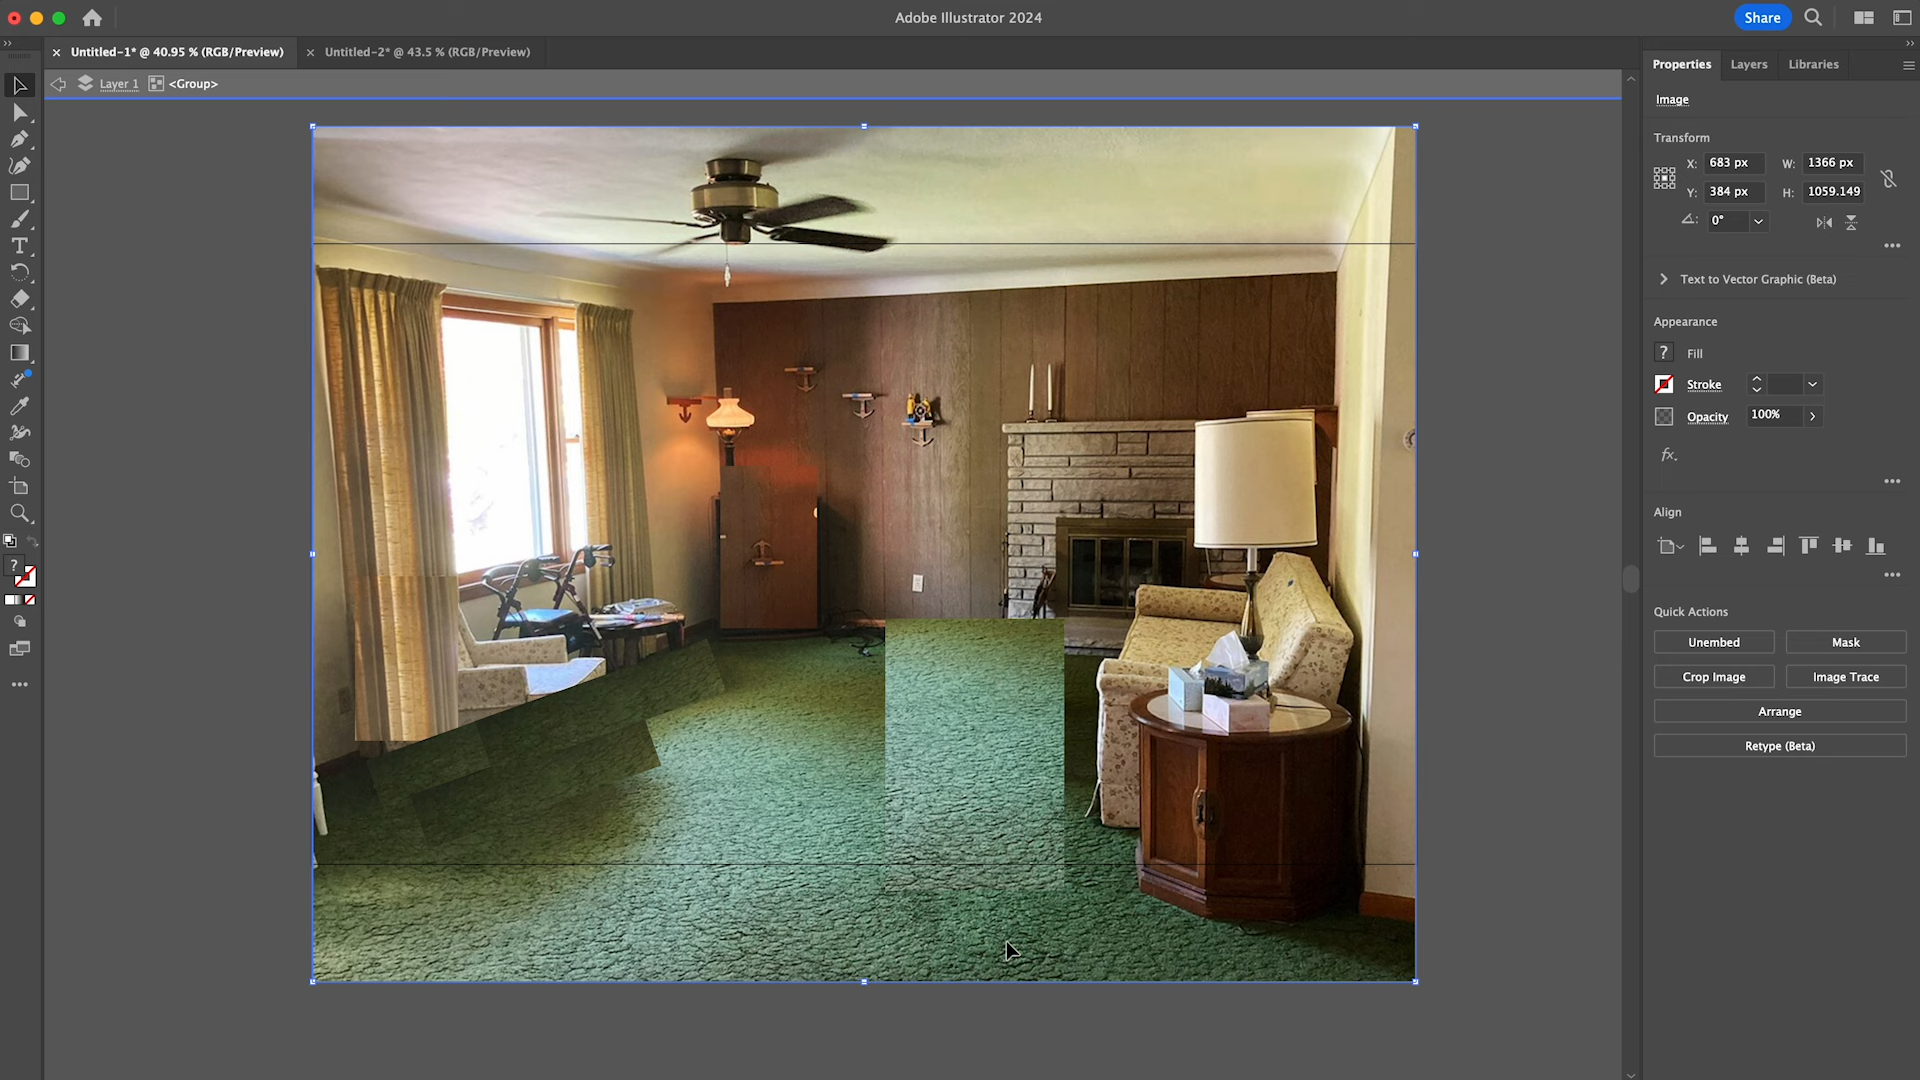 Adobe Illustrator 2024
Share
Untitled-1* @ 40.95 % (RGB/Preview)
Untitled-2* @ 43.5 % (RGB/Preview)
Layer 1
<Group>
Properties
Layers
Libraries
Image
Transform
X: 683 px
W: 1366 px
Y: 384 px
H: 1059.149
0°
Text to Vector Graphic (Beta)
Appearance
? Fill
Stroke
Opacity
100%
fx.
Align
Quick Actions
Unembed
Mask
Crop Image
Image Trace
Arrange
Retype (Beta)
?